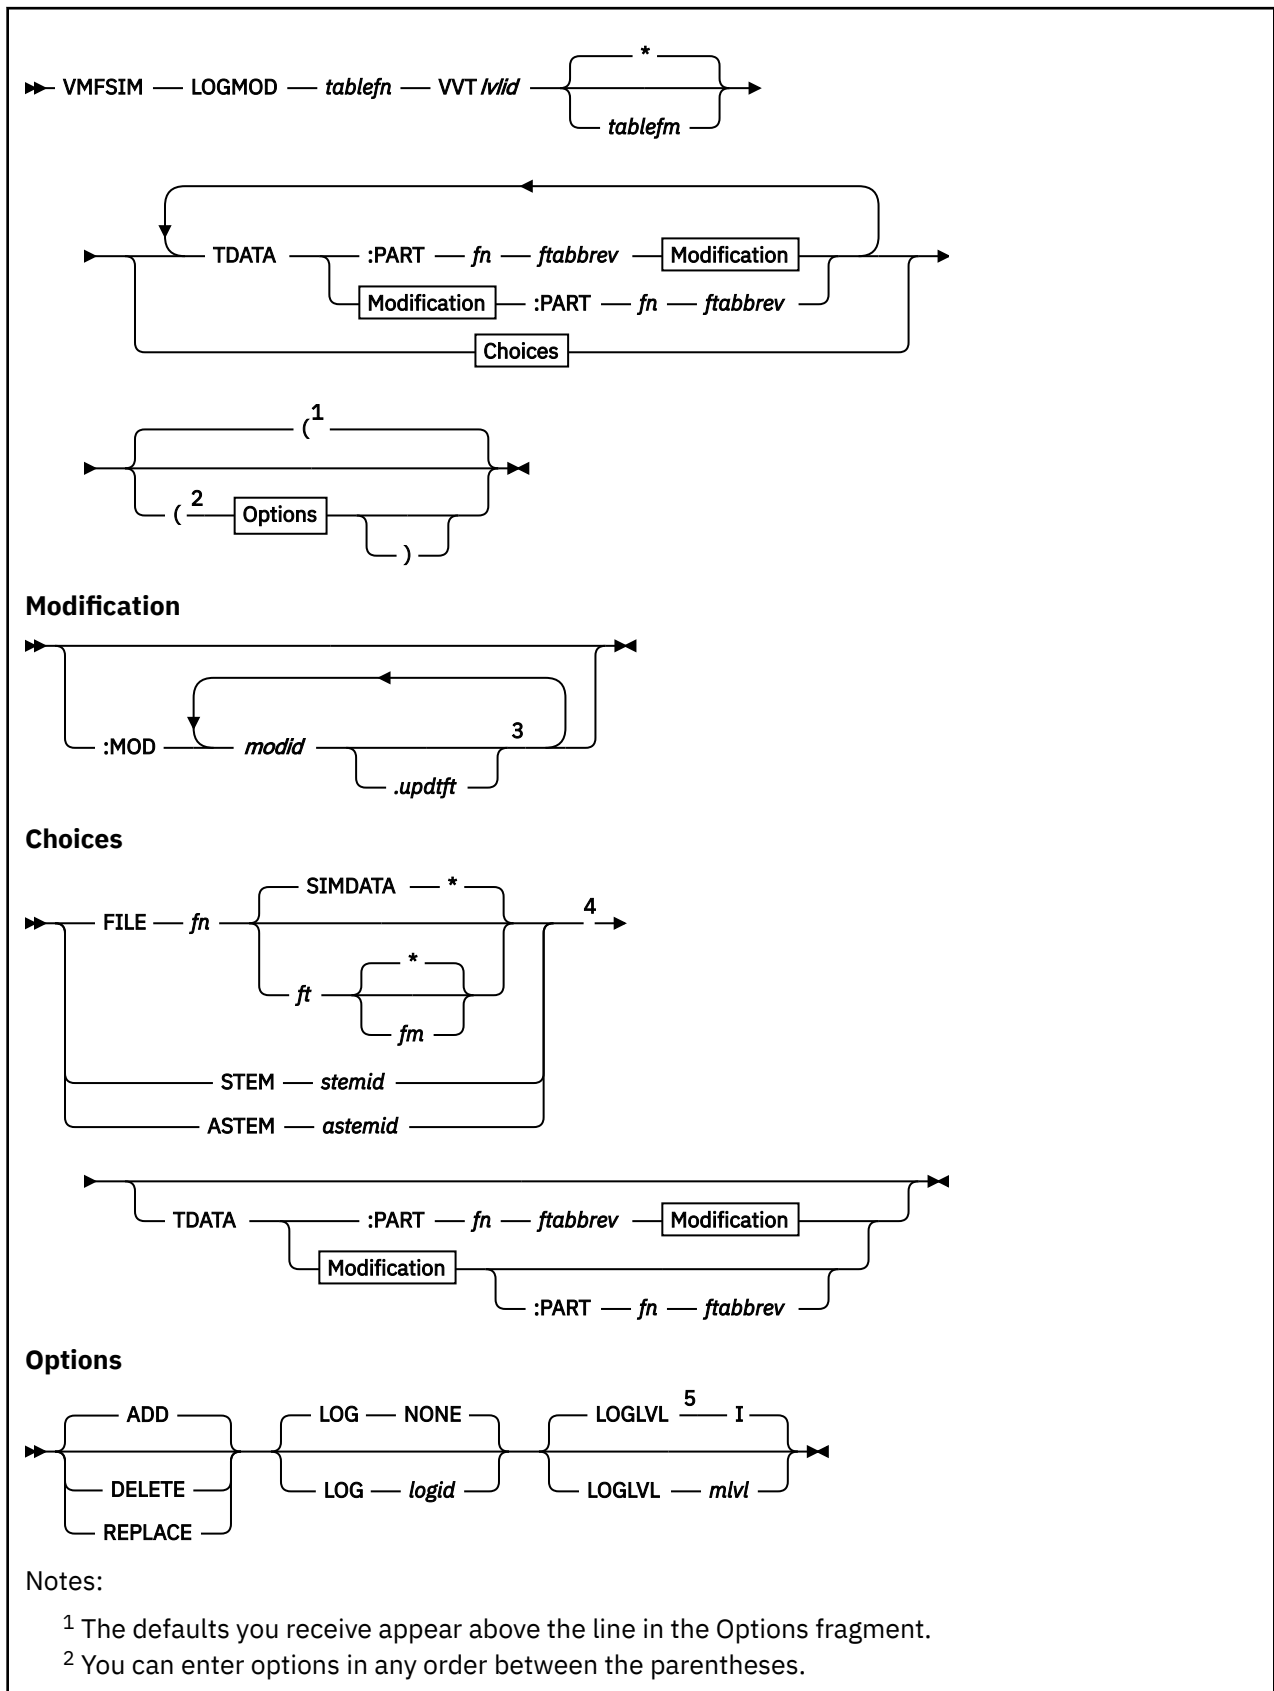 *
VMFSIM LOGMOD tablefn VVT lvlid
tablefm
TDATA :PART fn ftabbrev Modification
Modification :PART fn ftabbrev
Choices
( 1
( 2 Options
)
Modification
:MOD modid 3
.updtft
Choices
SIMDATA *
FILE fn 4
*
ft
fm
STEM stemid
ASTEM astemid
TDATA :PART fn ftabbrev Modification
Modification
:PART fn ftabbrev
Options
ADD LOG NONE LOGLVL 5 I
DELETE LOG logid LOGLVL mlvl
REPLACE
Notes:
1 The defaults you receive appear above the line in the Options fragment.
2 You can enter options in any order between the parentheses.